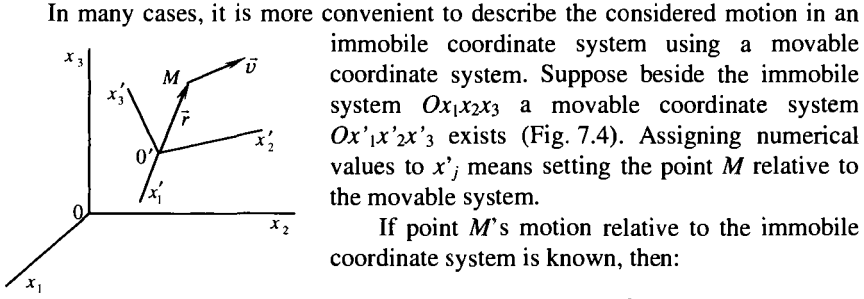 In many cases, it is more convenient to describe the considered motion in an
immobile coordinate system using a movable
coordinate system. Suppose beside the immobile
system Ox₁x₂x₃ a movable coordinate system
Ox'₁x'₂x'₃ exists (Fig. 7.4). Assigning numerical
values to x'ⱼ means setting the point M relative to
the movable system.
If point M's motion relative to the immobile
coordinate system is known, then:
x₃
M
v⃗
x'₃
r⃗
0'
x'₂
x'₁
0
x₂
x₁